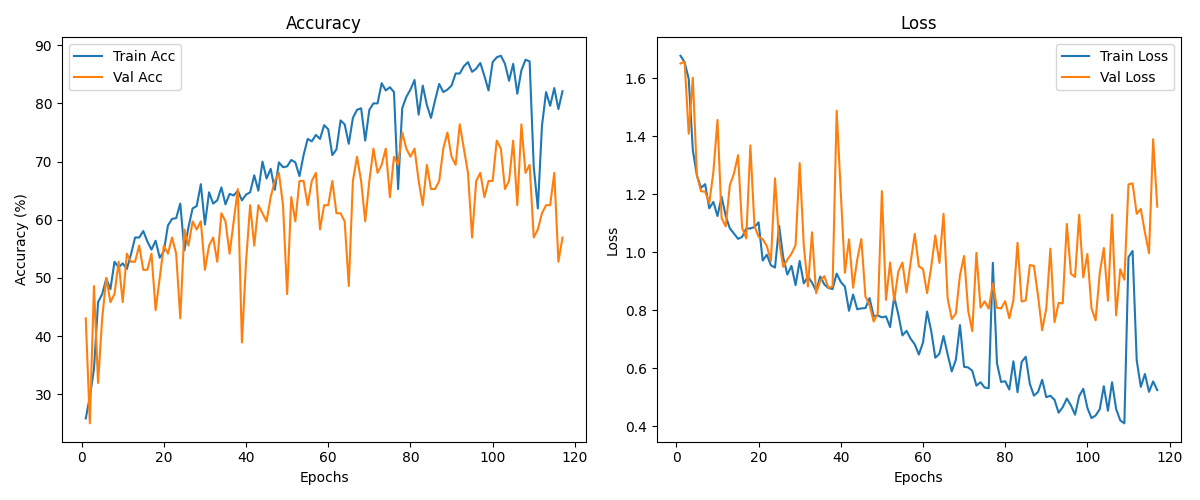 Accuracy
Train Acc
Val Acc
90
80
70
60
50
40
30
Accuracy (%)
0 20 40 60 80 100 120
Epochs
Loss
Train Loss
Val Loss
1.6
1.4
1.2
1.0
0.8
0.6
0.4
Loss
0 20 40 60 80 100 120
Epochs